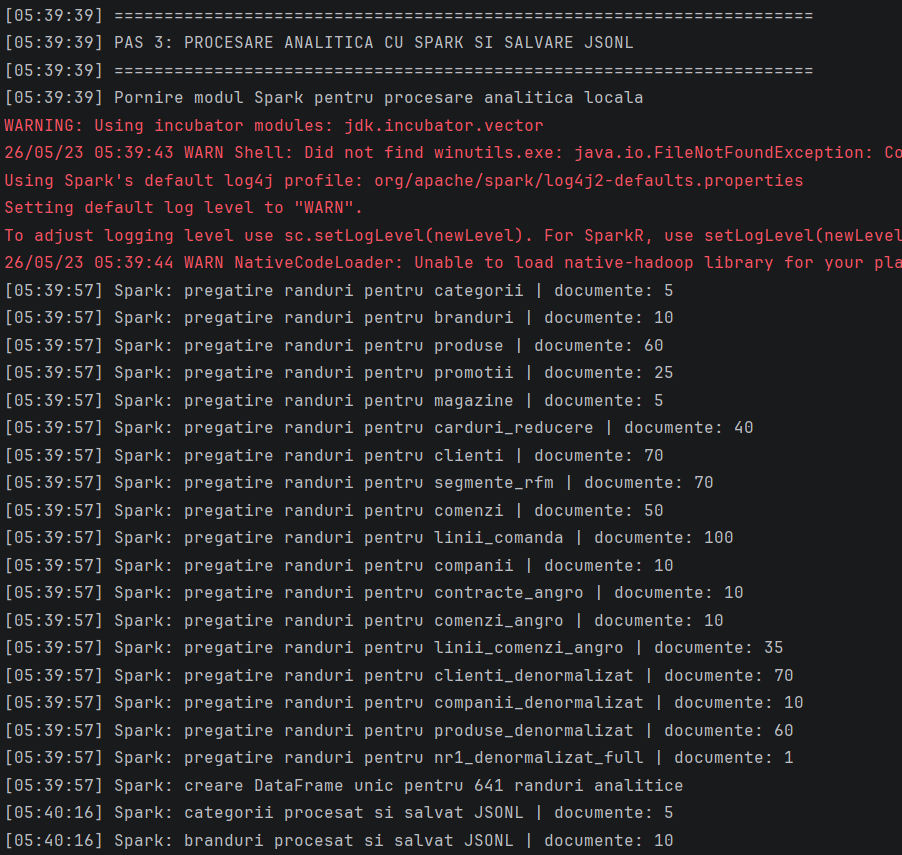 [05:39:39] ======================================================================
[05:39:39] PAS 3: PROCESARE ANALITICA CU SPARK SI SALVARE JSONL
[05:39:39] ======================================================================
[05:39:39] Pornire modul Spark pentru procesare analitica locala
WARNING: Using incubator modules: jdk.incubator.vector
26/05/23 05:39:43 WARN Shell: Did not find winutils.exe: java.io.FileNotFoundException: Co
Using Spark's default log4j profile: org/apache/spark/log4j2-defaults.properties
Setting default log level to "WARN".
To adjust logging level use sc.setLogLevel(newLevel). For SparkR, use setLogLevel(newLevel
26/05/23 05:39:44 WARN NativeCodeLoader: Unable to load native-hadoop library for your pla
[05:39:57] Spark: pregatire randuri pentru categorii | documente: 5
[05:39:57] Spark: pregatire randuri pentru branduri | documente: 10
[05:39:57] Spark: pregatire randuri pentru produse | documente: 60
[05:39:57] Spark: pregatire randuri pentru promotii | documente: 25
[05:39:57] Spark: pregatire randuri pentru magazine | documente: 5
[05:39:57] Spark: pregatire randuri pentru carduri_reducere | documente: 40
[05:39:57] Spark: pregatire randuri pentru clienti | documente: 70
[05:39:57] Spark: pregatire randuri pentru segmente_rfm | documente: 70
[05:39:57] Spark: pregatire randuri pentru comenzi | documente: 50
[05:39:57] Spark: pregatire randuri pentru linii_comanda | documente: 100
[05:39:57] Spark: pregatire randuri pentru companii | documente: 10
[05:39:57] Spark: pregatire randuri pentru contracte_angro | documente: 10
[05:39:57] Spark: pregatire randuri pentru comenzi_angro | documente: 10
[05:39:57] Spark: pregatire randuri pentru linii_comenzi_angro | documente: 35
[05:39:57] Spark: pregatire randuri pentru clienti_denormalizat | documente: 70
[05:39:57] Spark: pregatire randuri pentru companii_denormalizat | documente: 10
[05:39:57] Spark: pregatire randuri pentru produse_denormalizat | documente: 60
[05:39:57] Spark: pregatire randuri pentru nr1_denormalizat_full | documente: 1
[05:39:57] Spark: creare DataFrame unic pentru 641 randuri analitice
[05:40:16] Spark: categorii procesat si salvat JSONL | documente: 5
[05:40:16] Spark: branduri procesat si salvat JSONL | documente: 10